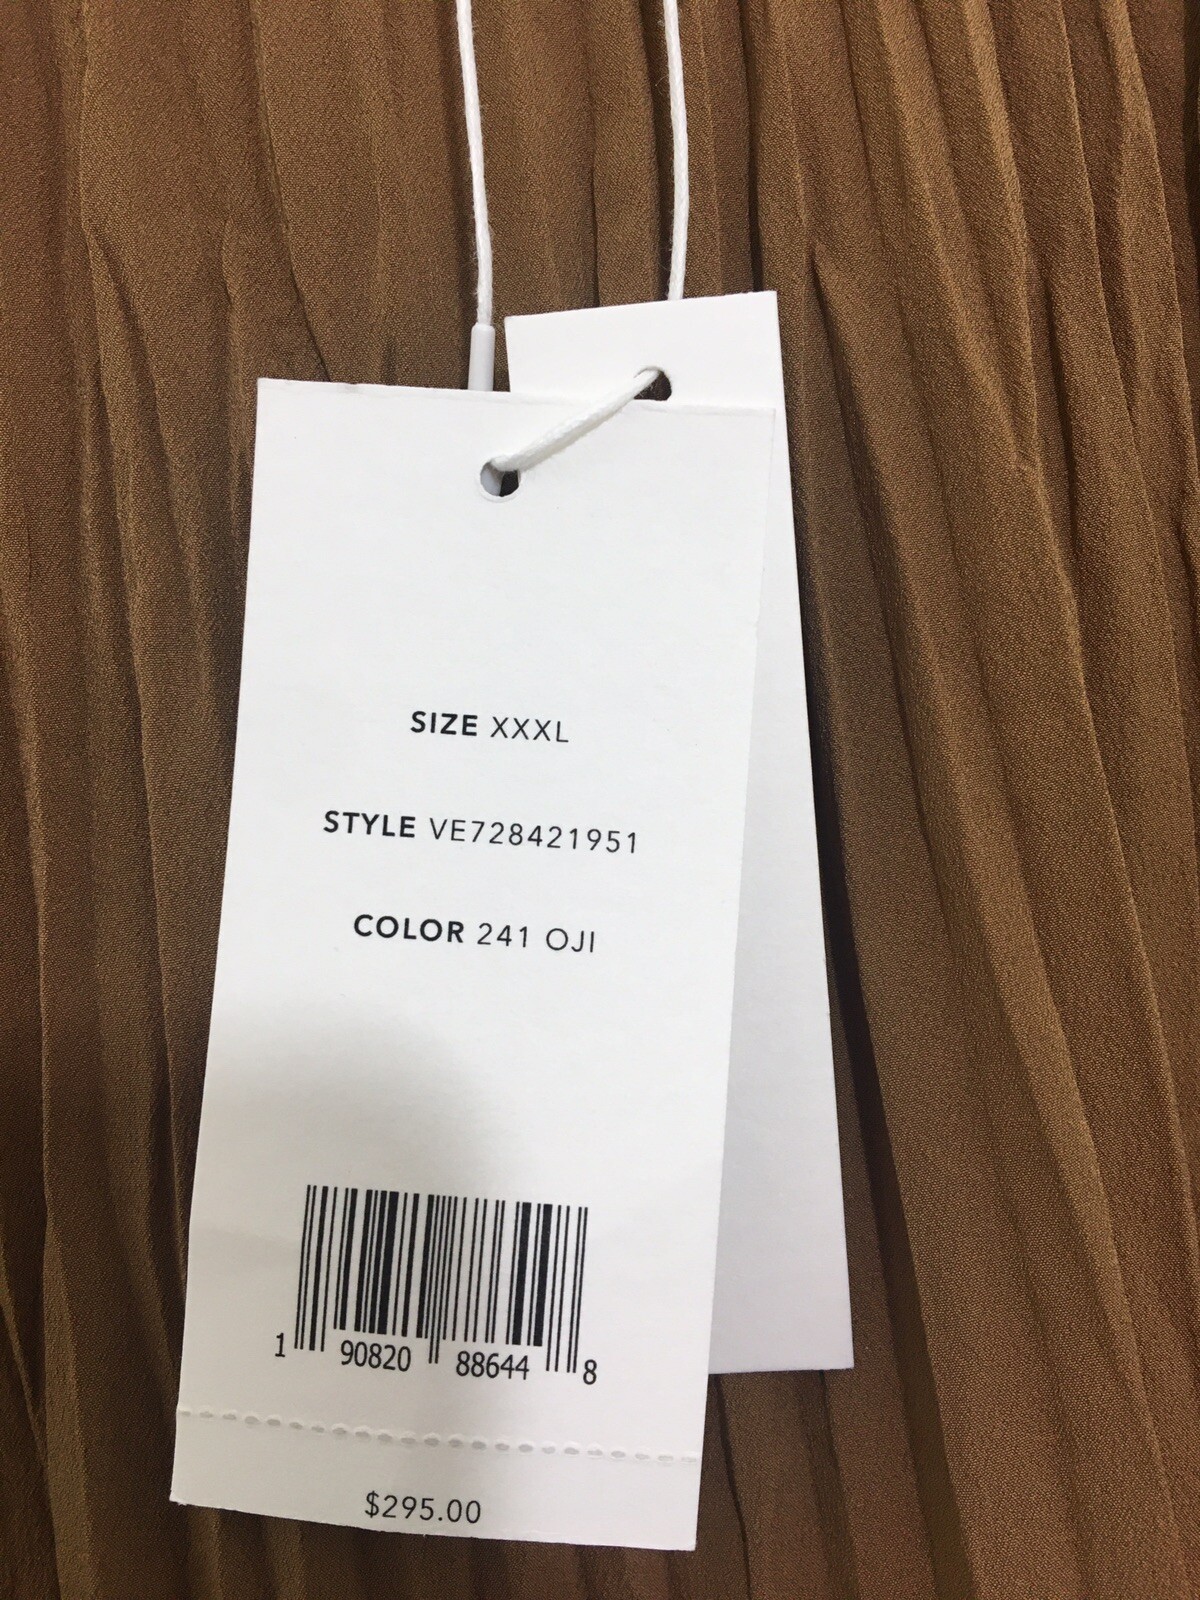 SIZE XXXL
STYLE VE728421951
COLOR 241 OJI
1 90820 88644 8
$295.00